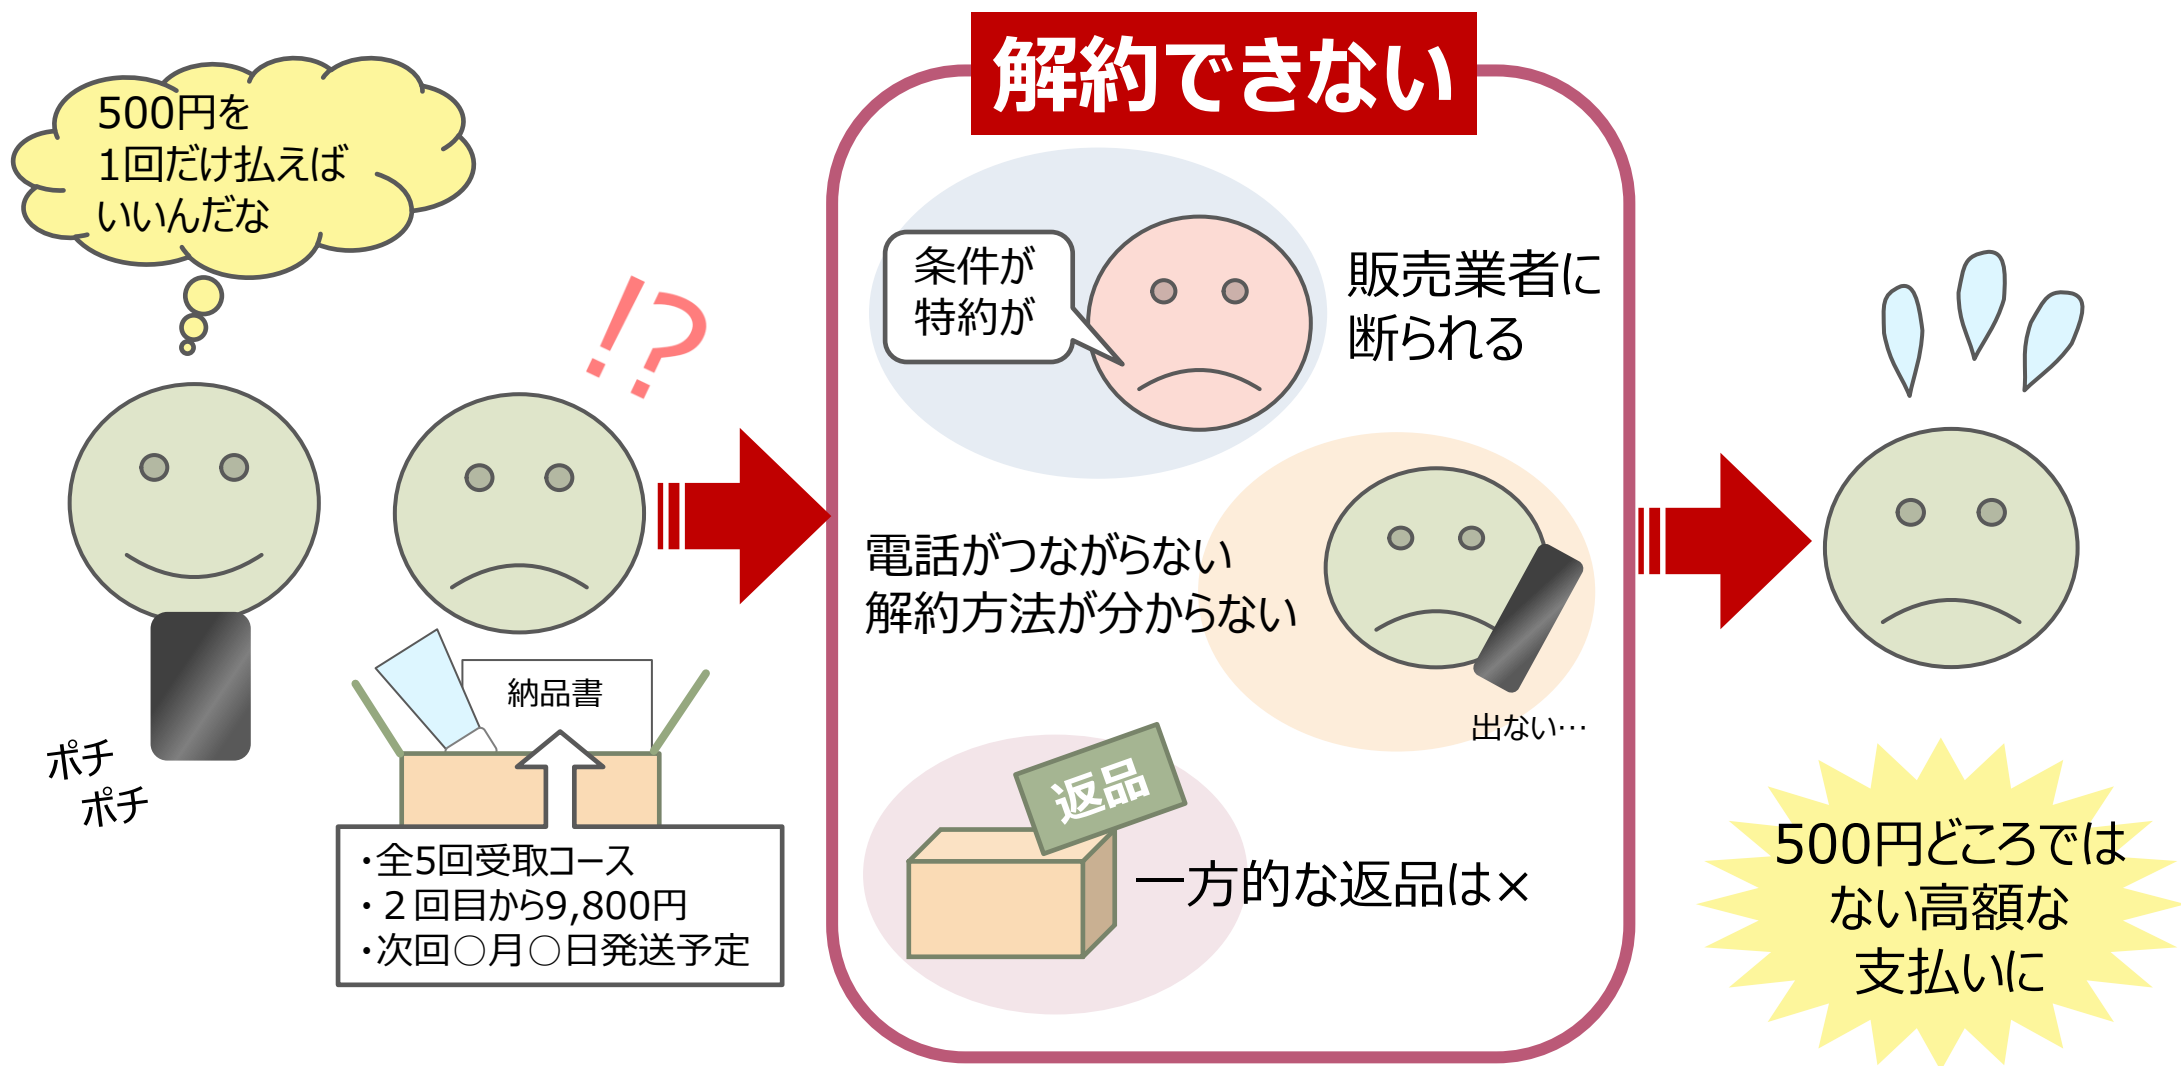 500円を
1回だけ払えば
いいんだな
!?
ポチ
ポチ
納品書
・全5回受取コース
・２回目から9,800円
・次回○月○日発送予定
解約できない
条件が
特約が
販売業者に
断られる
電話がつながらない
解約方法が分からない
出ない…
返品
一方的な返品は×
500円どころでは
ない高額な
支払いに